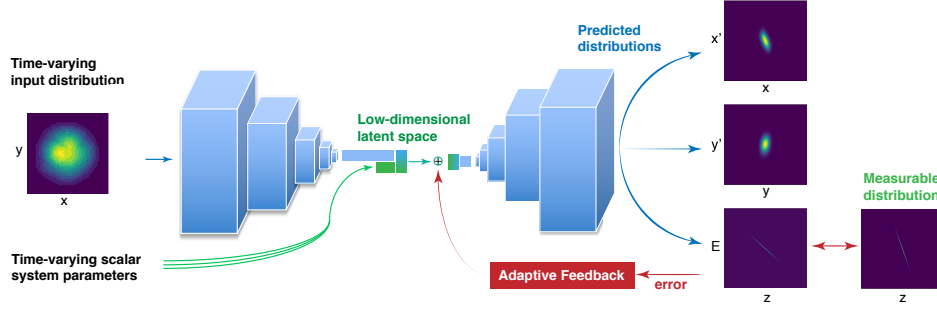 Time-varying
input distribution
y
x
Time-varying scalar
system parameters
Low-dimensional
latent space
⊕
Predicted
distributions
x'
x
y'
y
E
z
Measurable
distribution
z
Adaptive Feedback
error